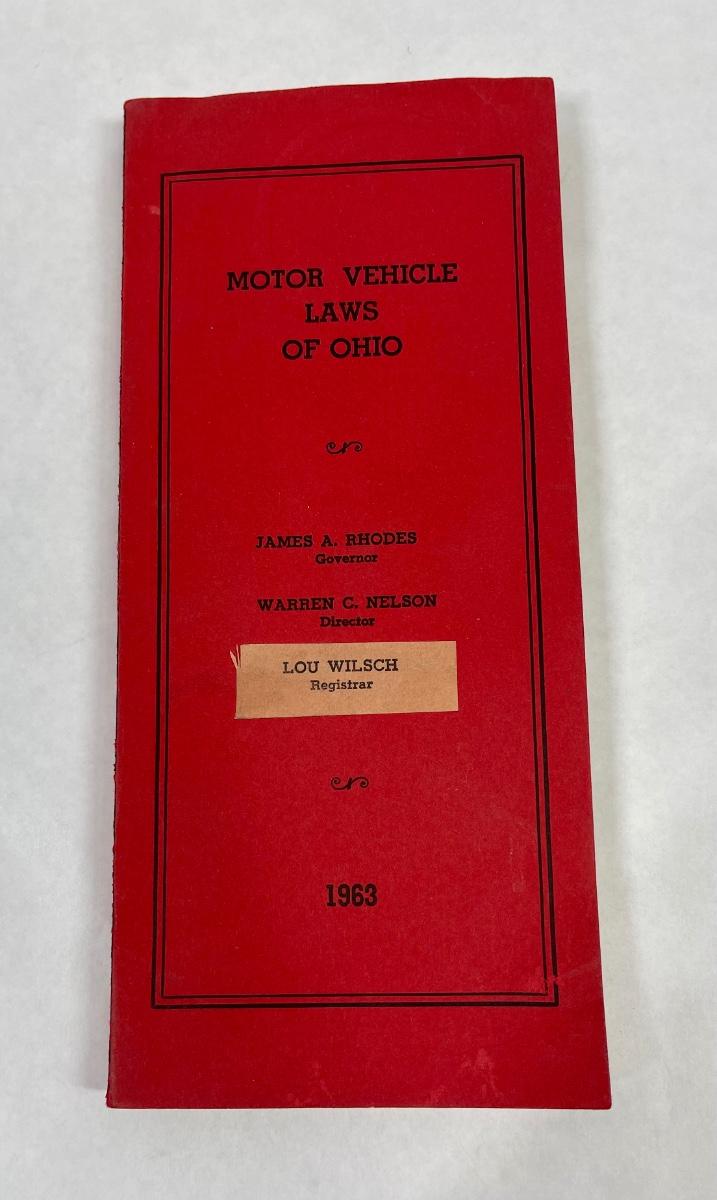 MOTOR VEHICLE
LAWS
OF OHIO
JAMES A. RHODES
Governor
WARREN C. NELSON
Director
LOU WILSCH
Registrar
1963